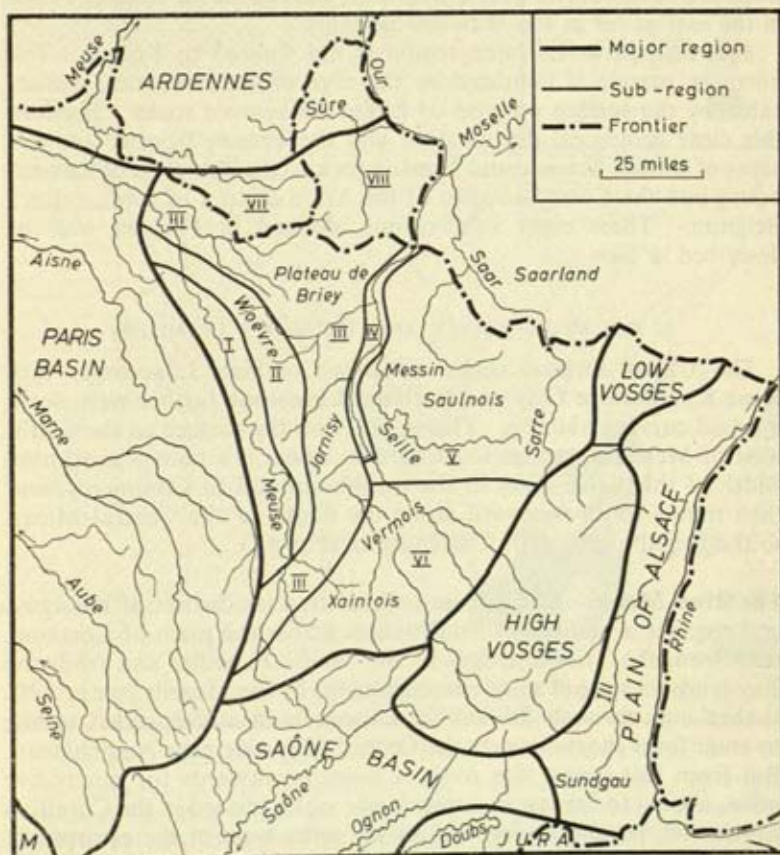 Major region
Sub-region
Frontier
25 miles
Meuse
ARDENNES
Our
Sûre
Moselle
VII
VIII
III
Aisne
Plateau de
Briey
Saar
Saarland
Woëvre
PARIS
BASIN
I
II
III
IV
Messin
LOW
VOSGES
Saulnois
Marne
Jarnisy
Seille
Sarre
V
Meuse
Vermois
VI
III
Xaintois
Aube
HIGH
VOSGES
PLAIN OF ALSACE
Rhine
Ill
Seine
SAÔNE
BASIN
Saône
Sundgau
Ognon
Doubs
JURA
M